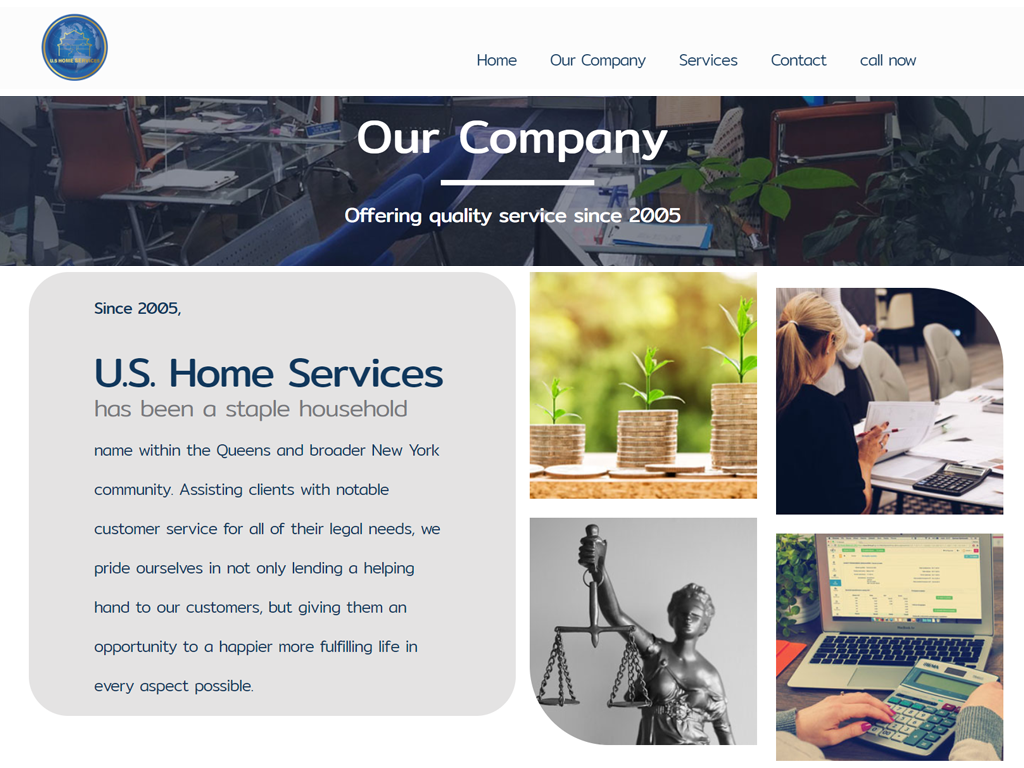 U.S HOME SERVICES
Home Our Company Services Contact call now
Our Company
Offering quality service since 2005
Since 2005,
U.S. Home Services
has been a staple household
name within the Queens and broader New York
community. Assisting clients with notable
customer service for all of their legal needs, we
pride ourselves in not only lending a helping
hand to our customers, but giving them an
opportunity to a happier more fulfilling life in
every aspect possible.